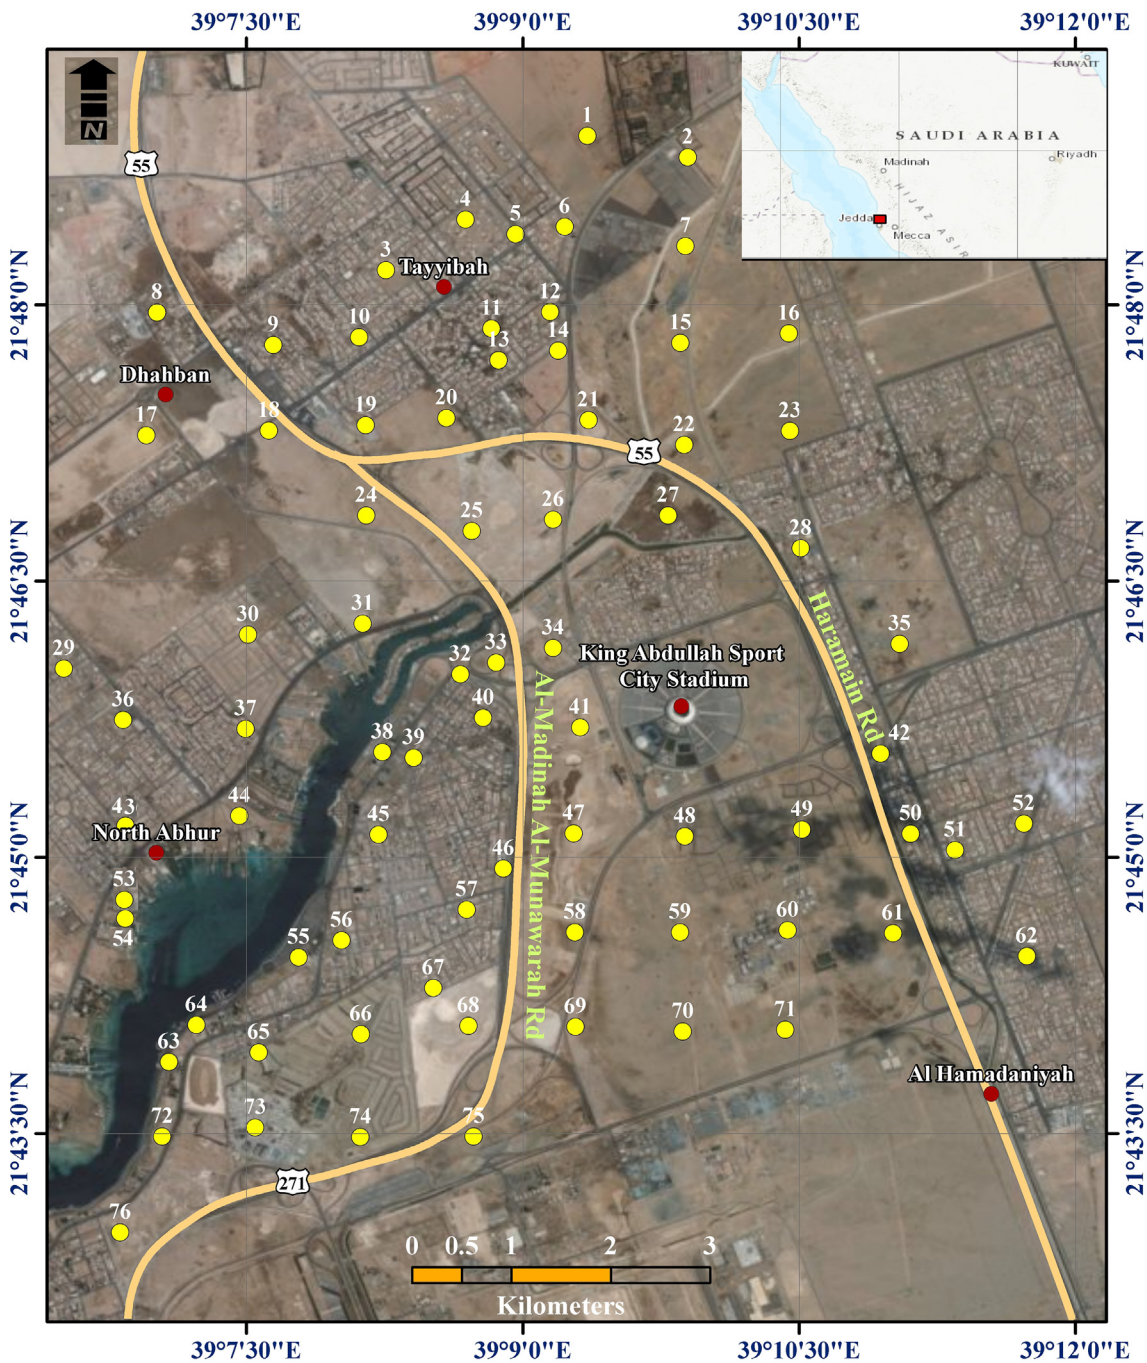 39°7'30"E 39°9'0"E 39°10'30"E 39°12'0"E
N
KUWAIT
SAUDI ARABIA
Riyadh
Madinah
HIJAZ ASIR
Jedda
Mecca
1
2
55
4
5
6
7
3
Tayyibah
21°48'0"N
21°48'0"N
8
9
10
11
12
13
14
15
16
Dhahban
17
18
19
20
21
22
23
55
24
25
26
27
28
21°46'30"N
21°46'30"N
Haramain Rd
29
30
31
32
33
34
35
King Abdullah Sport
City Stadium
Al-Madinah Al-Munawarah Rd
36
37
38
39
40
41
42
43
44
45
46
47
48
49
50
51
52
North Abhur
21°45'0"N
21°45'0"N
53
54
55
56
57
58
59
60
61
62
63
64
65
66
67
68
69
70
71
Al Hamadaniyah
21°43'30"N
21°43'30"N
72
73
74
75
271
76
0 0.5 1 2 3
Kilometers
39°7'30"E 39°9'0"E 39°10'30"E 39°12'0"E